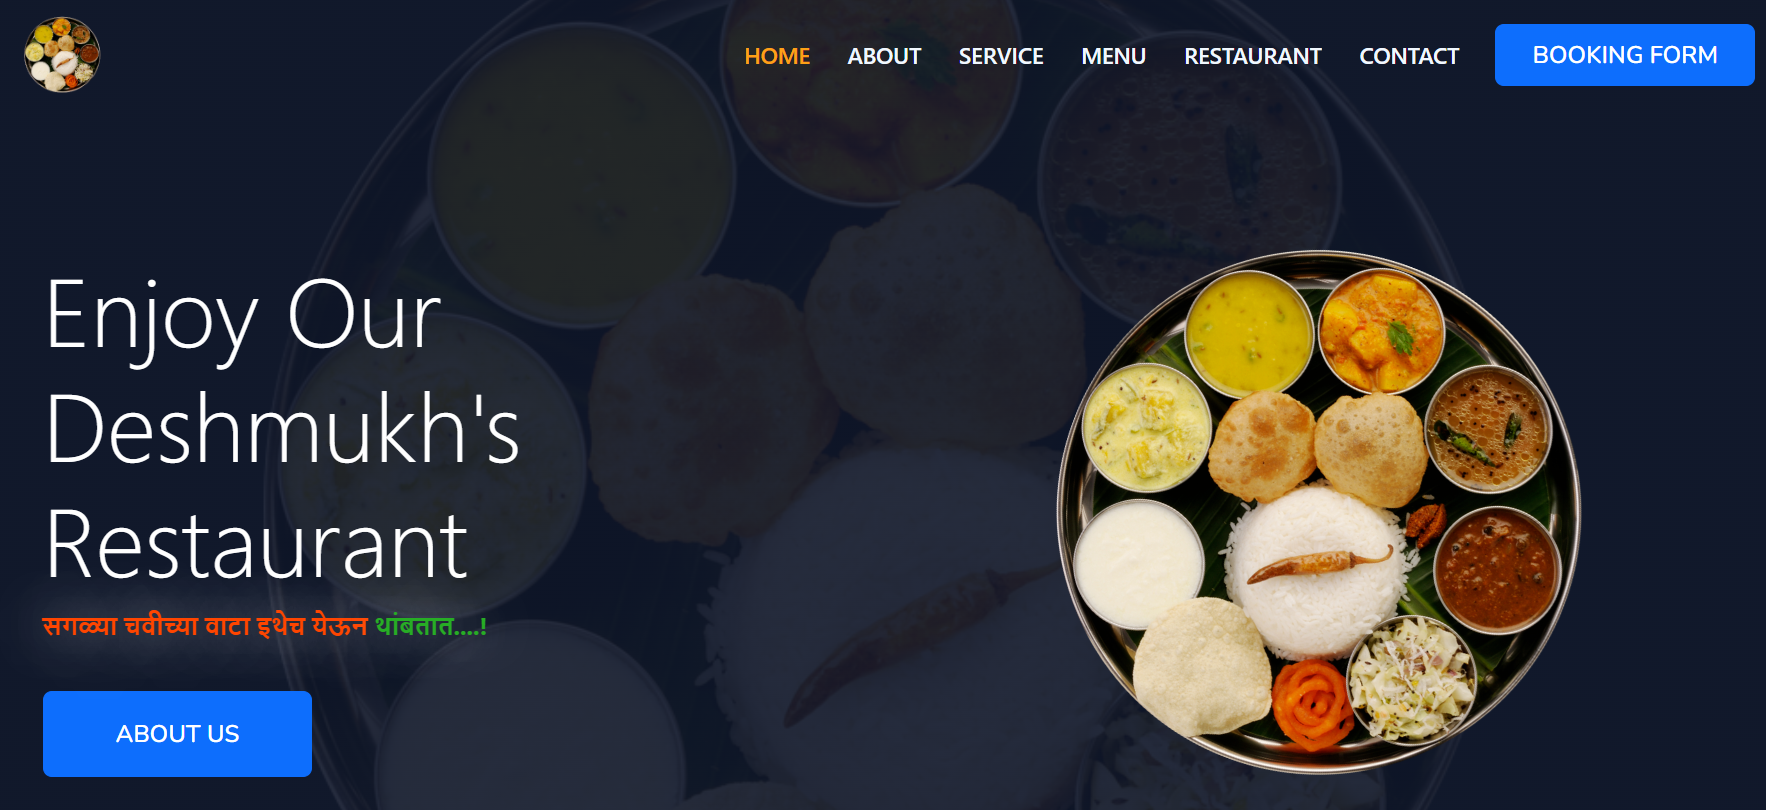 HOME ABOUT SERVICE MENU RESTAURANT CONTACT BOOKING FORM
Enjoy Our
Deshmukh's
Restaurant
सगळ्या चवीच्या वाटा इथेच येऊन थांबतात....!
ABOUT US